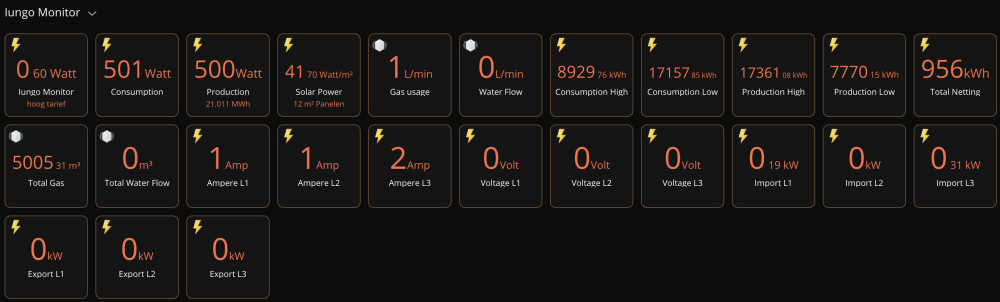 Iungo Monitor
0 60 Watt
Iungo Monitor
hoog tarief
501 Watt
Consumption
500 Watt
Production
21.011 MWh
41 70 Watt/m²
Solar Power
12 m² Panelen
1 L/min
Gas usage
0 L/min
Water Flow
8929 76 kWh
Consumption High
17157 85 kWh
Consumption Low
17361 08 kWh
Production High
7770 15 kWh
Production Low
956 kWh
Total Netting
5005 31 m³
Total Gas
0 m³
Total Water Flow
1 Amp
Ampere L1
1 Amp
Ampere L2
2 Amp
Ampere L3
0 Volt
Voltage L1
0 Volt
Voltage L2
0 Volt
Voltage L3
0 19 kW
Import L1
0 kW
Import L2
0 31 kW
Import L3
0 kW
Export L1
0 kW
Export L2
0 kW
Export L3